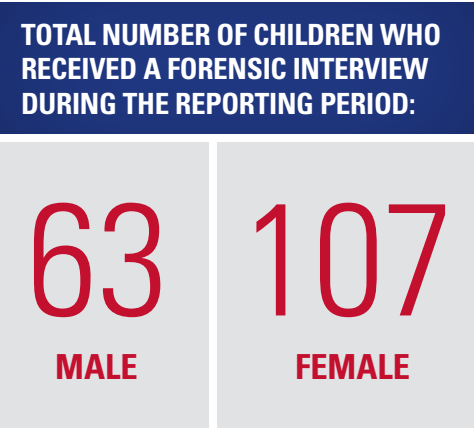 TOTAL NUMBER OF CHILDREN WHO
RECEIVED A FORENSIC INTERVIEW
DURING THE REPORTING PERIOD:
63
MALE
107
FEMALE